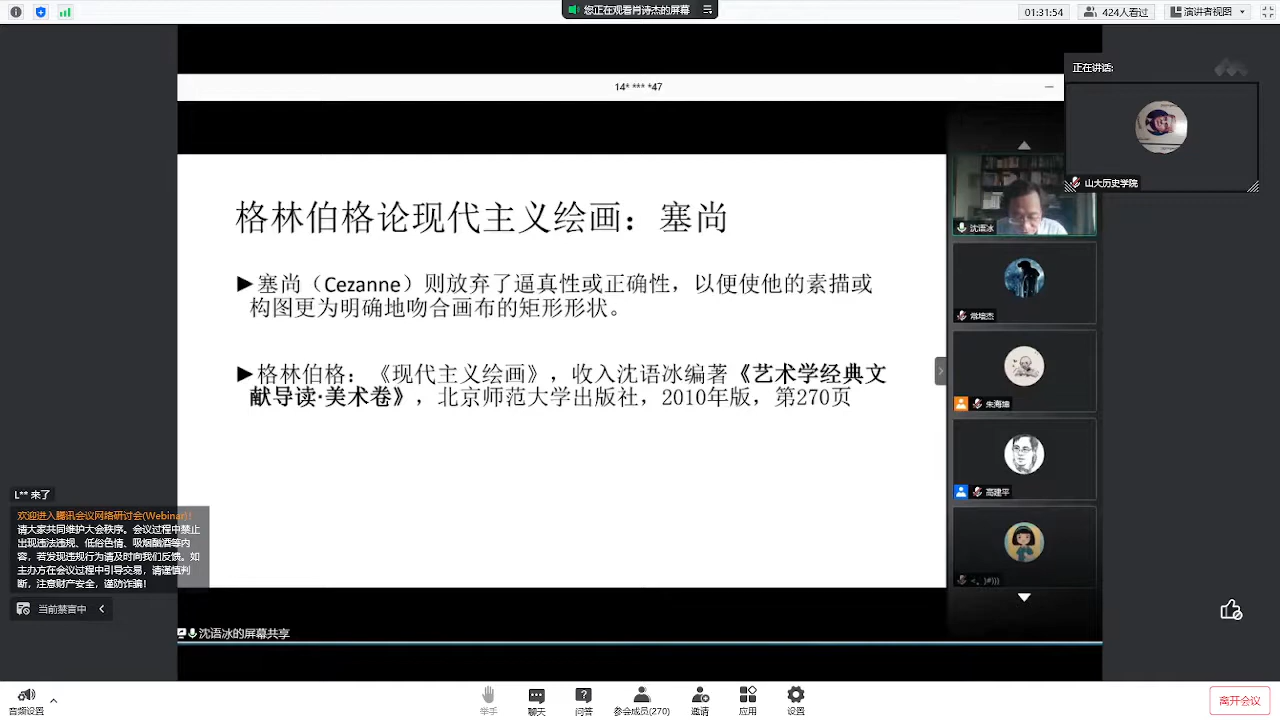 您正在观看肖诗杰的屏幕
01:31:54
424人看过
演讲者视图
14* *** *47
正在讲话:
山大历史学院
格林伯格论现代主义绘画：塞尚
▶塞尚（Cezanne）则放弃了逼真性或正确性，以便使他的素描或
构图更为明确地吻合画布的矩形形状。
▶格林伯格：《现代主义绘画》，收入沈语冰编著《艺术学经典文
献导读·美术卷》，北京师范大学出版社，2010年版，第270页
沈语冰
常培杰
朱海娜
高建平
L** 来了
欢迎进入腾讯会议网络研讨会(Webinar)！
请大家共同维护大会秩序。会议过程中禁止
出现违法违规、低俗色情、吸烟酗酒等内
容，若发现违规行为请及时向我们反馈。如
主办方在会议过程中引导交易，请谨慎判
断，注意财产安全，谨防诈骗！
当前禁言中
沈语冰的屏幕共享
音频设置
举手
聊天
问答
参会成员(270)
邀请
应用
设置
离开会议